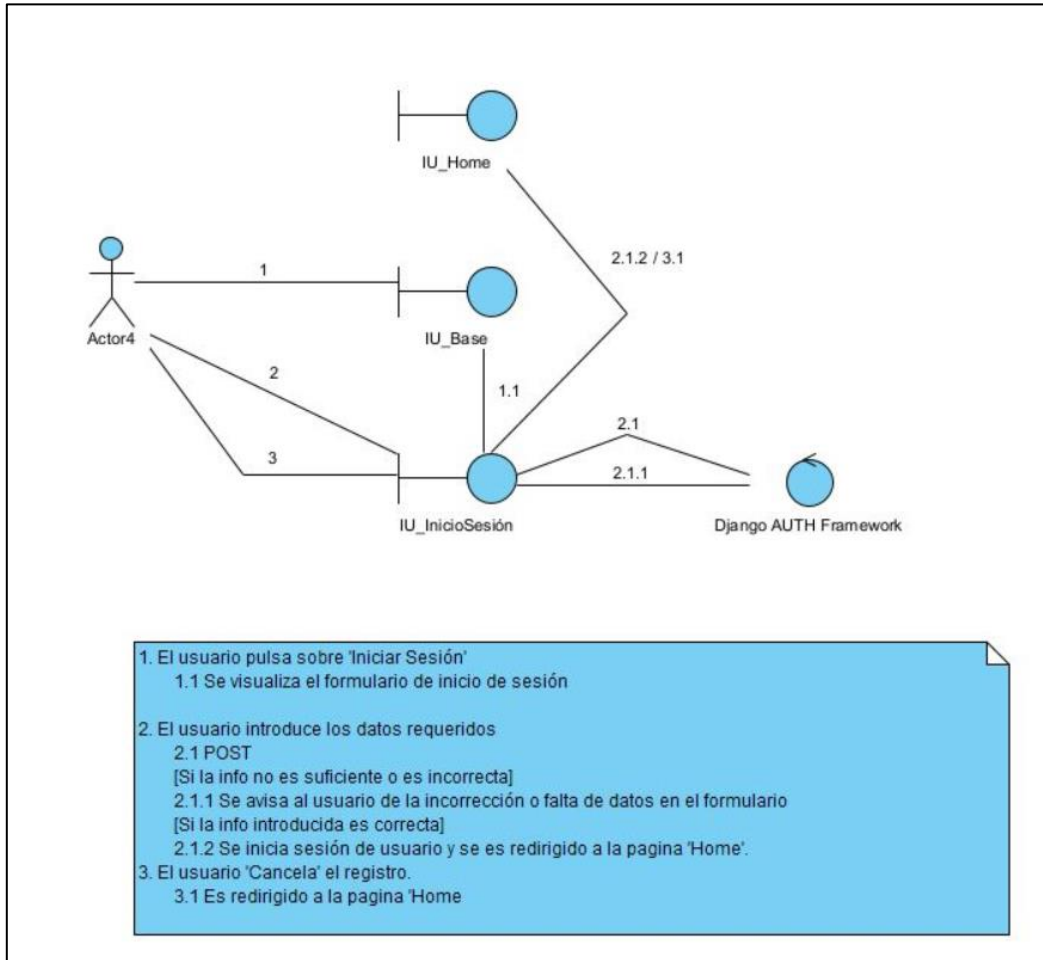 IU_Home
2.1.2 / 3.1
1
Actor4
IU_Base
2
1.1
2.1
3
2.1.1
IU_InicioSesión
Django AUTH Framework
1. El usuario pulsa sobre 'Iniciar Sesión'
1.1 Se visualiza el formulario de inicio de sesión
2. El usuario introduce los datos requeridos
2.1 POST
[Si la info no es suficiente o es incorrecta]
2.1.1 Se avisa al usuario de la incorrección o falta de datos en el formulario
[Si la info introducida es correcta]
2.1.2 Se inicia sesión de usuario y se es redirigido a la pagina 'Home'.
3. El usuario 'Cancela' el registro.
3.1 Es redirigido a la pagina 'Home